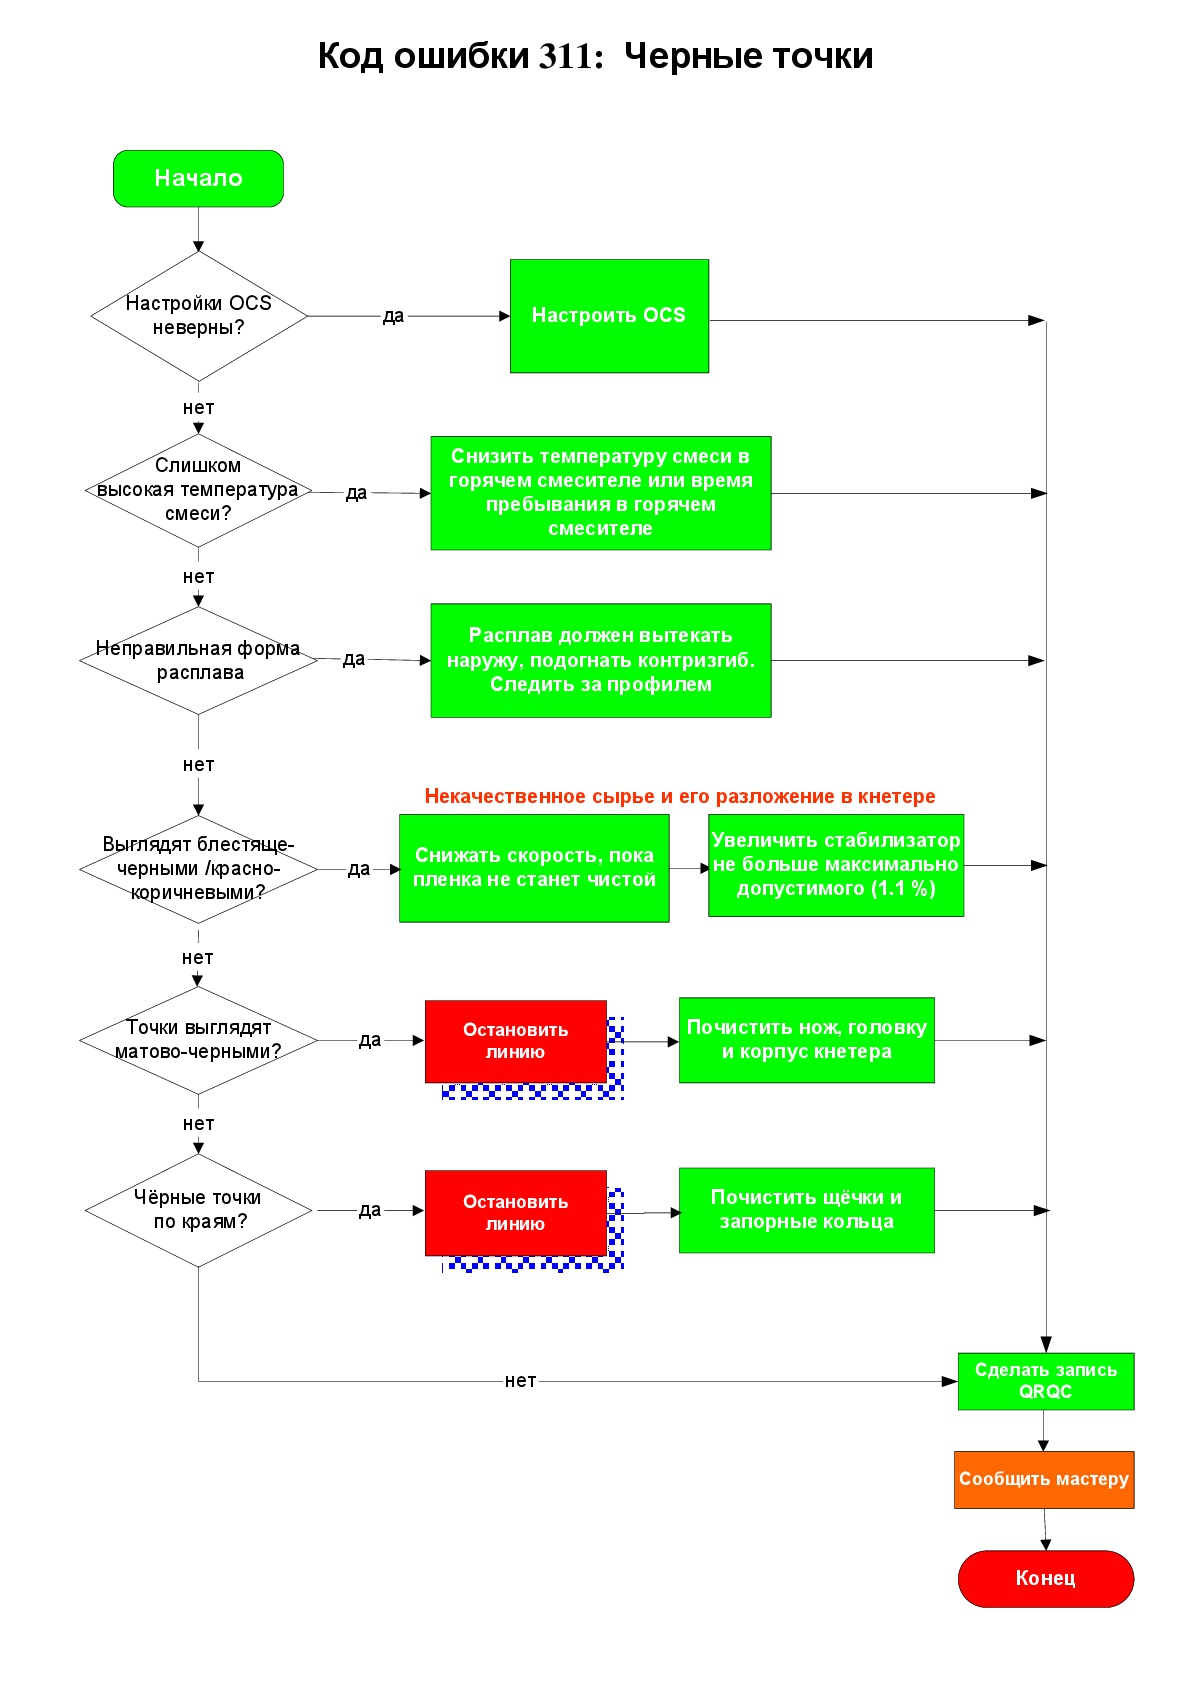 Код ошибки 311: Черные точки
Начало
Настройки OCS
неверны?
да
Настроить OCS
нет
Слишком
высокая температура
смеси?
да
Снизить температуру смеси в
горячем смесителе или время
пребывания в горячем
смесителе
нет
Неправильная форма
расплава
да
Расплав должен вытекать
наружу, подогнать контризгиб.
Следить за профилем
нет
Некачественное сырье и его разложение в кнетере
Выглядят блестяще-
черными /красно-
коричневыми?
да
Снижать скорость, пока
пленка не станет чистой
Увеличить стабилизатор
не больше максимально
допустимого (1.1 %)
нет
Точки выглядят
матово-черными?
да
Остановить
линию
Почистить нож, головку
и корпус кнетера
нет
Чёрные точки
по краям?
да
Остановить
линию
Почистить щёчки и
запорные кольца
нет
Сделать запись
QRQC
Сообщить мастеру
Конец